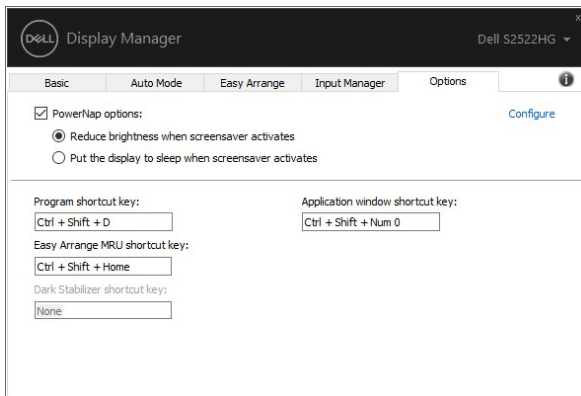 x
DELL Display Manager
Dell S2522HG
Basic Auto Mode Easy Arrange Input Manager Options
PowerNap options:
Configure
Reduce brightness when screensaver activates
Put the display to sleep when screensaver activates
Program shortcut key:
Application window shortcut key:
Ctrl + Shift + D
Ctrl + Shift + Num 0
Easy Arrange MRU shortcut key:
Ctrl + Shift + Home
Dark Stabilizer shortcut key:
None